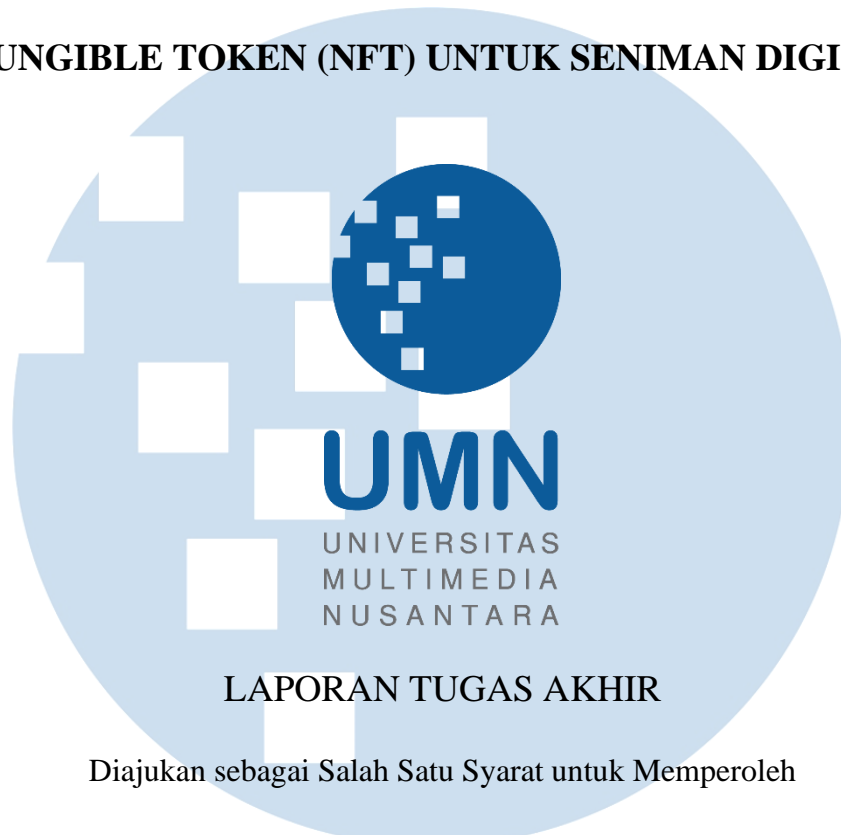 UNGIBLE TOKEN (NFT) UNTUK SENIMAN DIGI
UMN
UNIVERSITAS
MULTIMEDIA
NUSANTARA
LAPORAN TUGAS AKHIR
Diajukan sebagai Salah Satu Syarat untuk Memperoleh